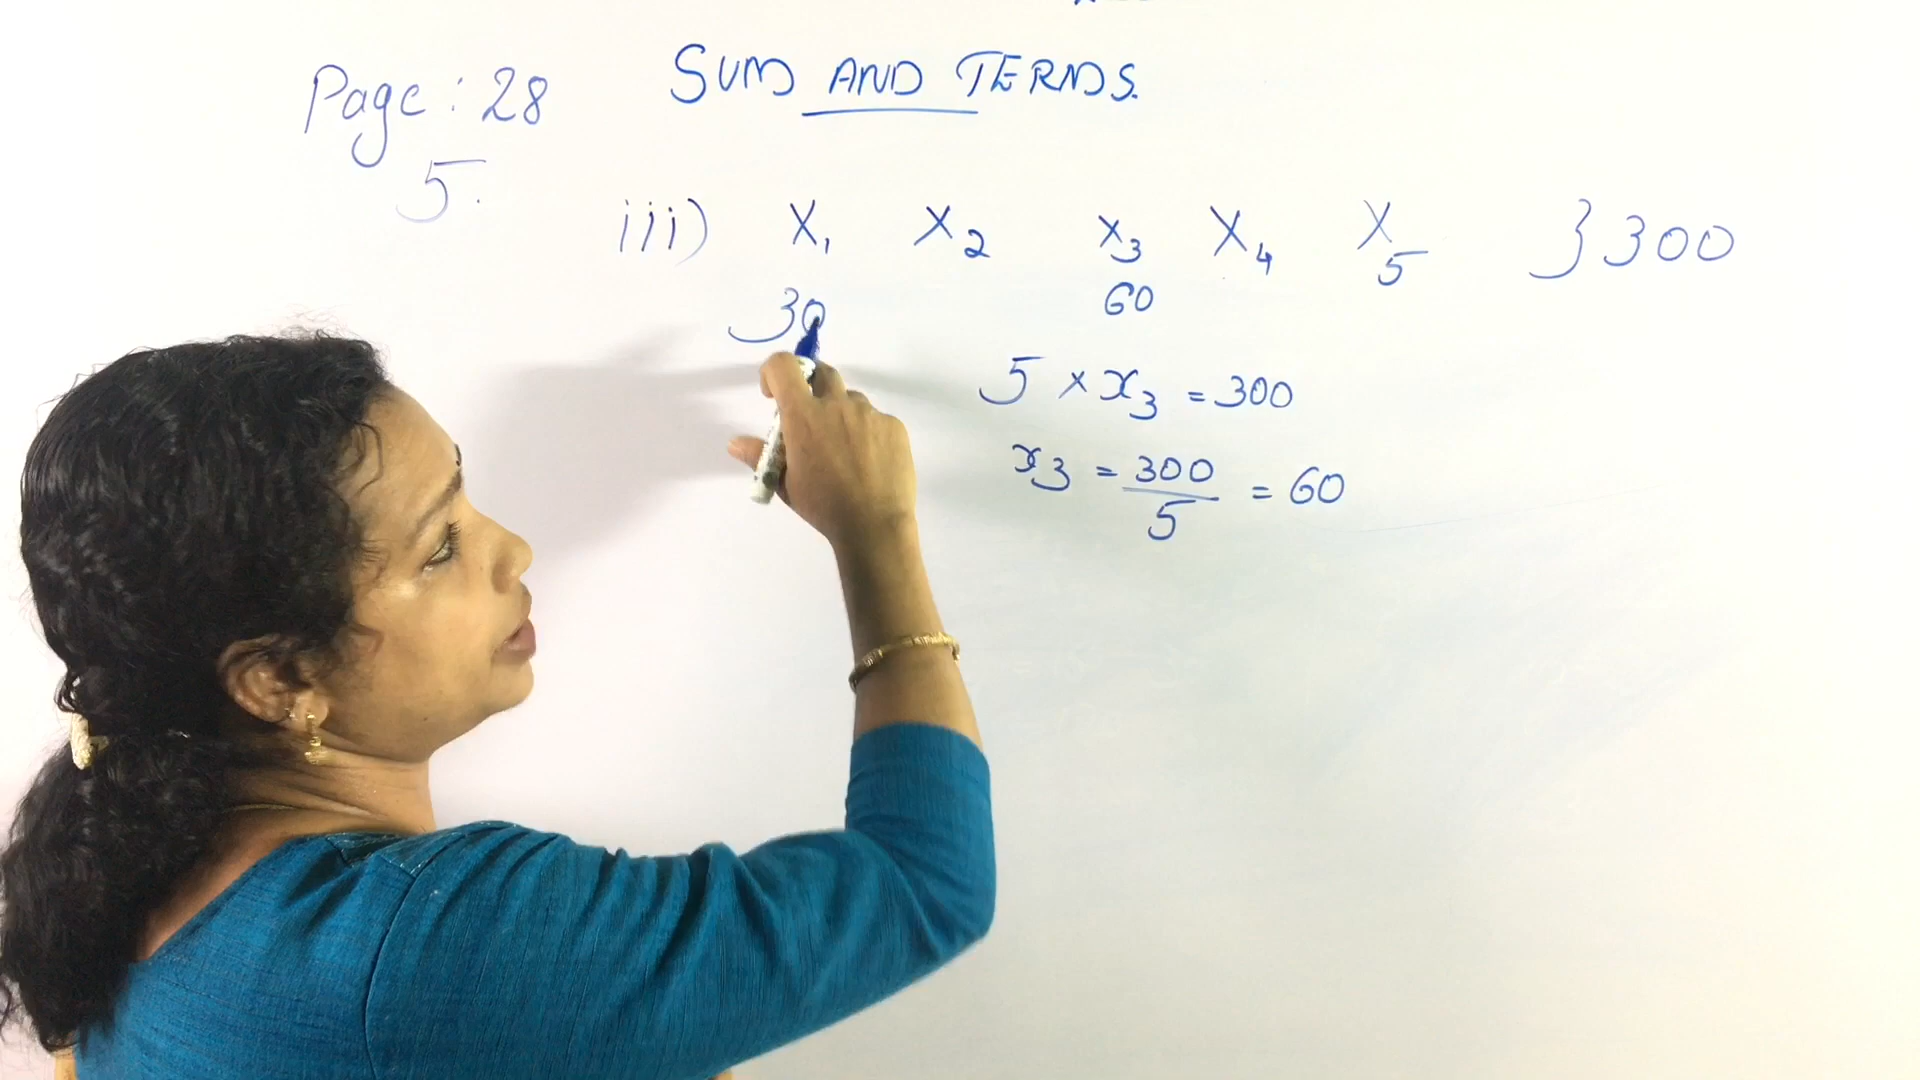 Page : 28
SUM AND TERMS.
5.
iii) X₁ X₂ X₃ X₄ X₅ } 300
30 60
5 × x₃ = 300
x₃ = 300/5 = 60